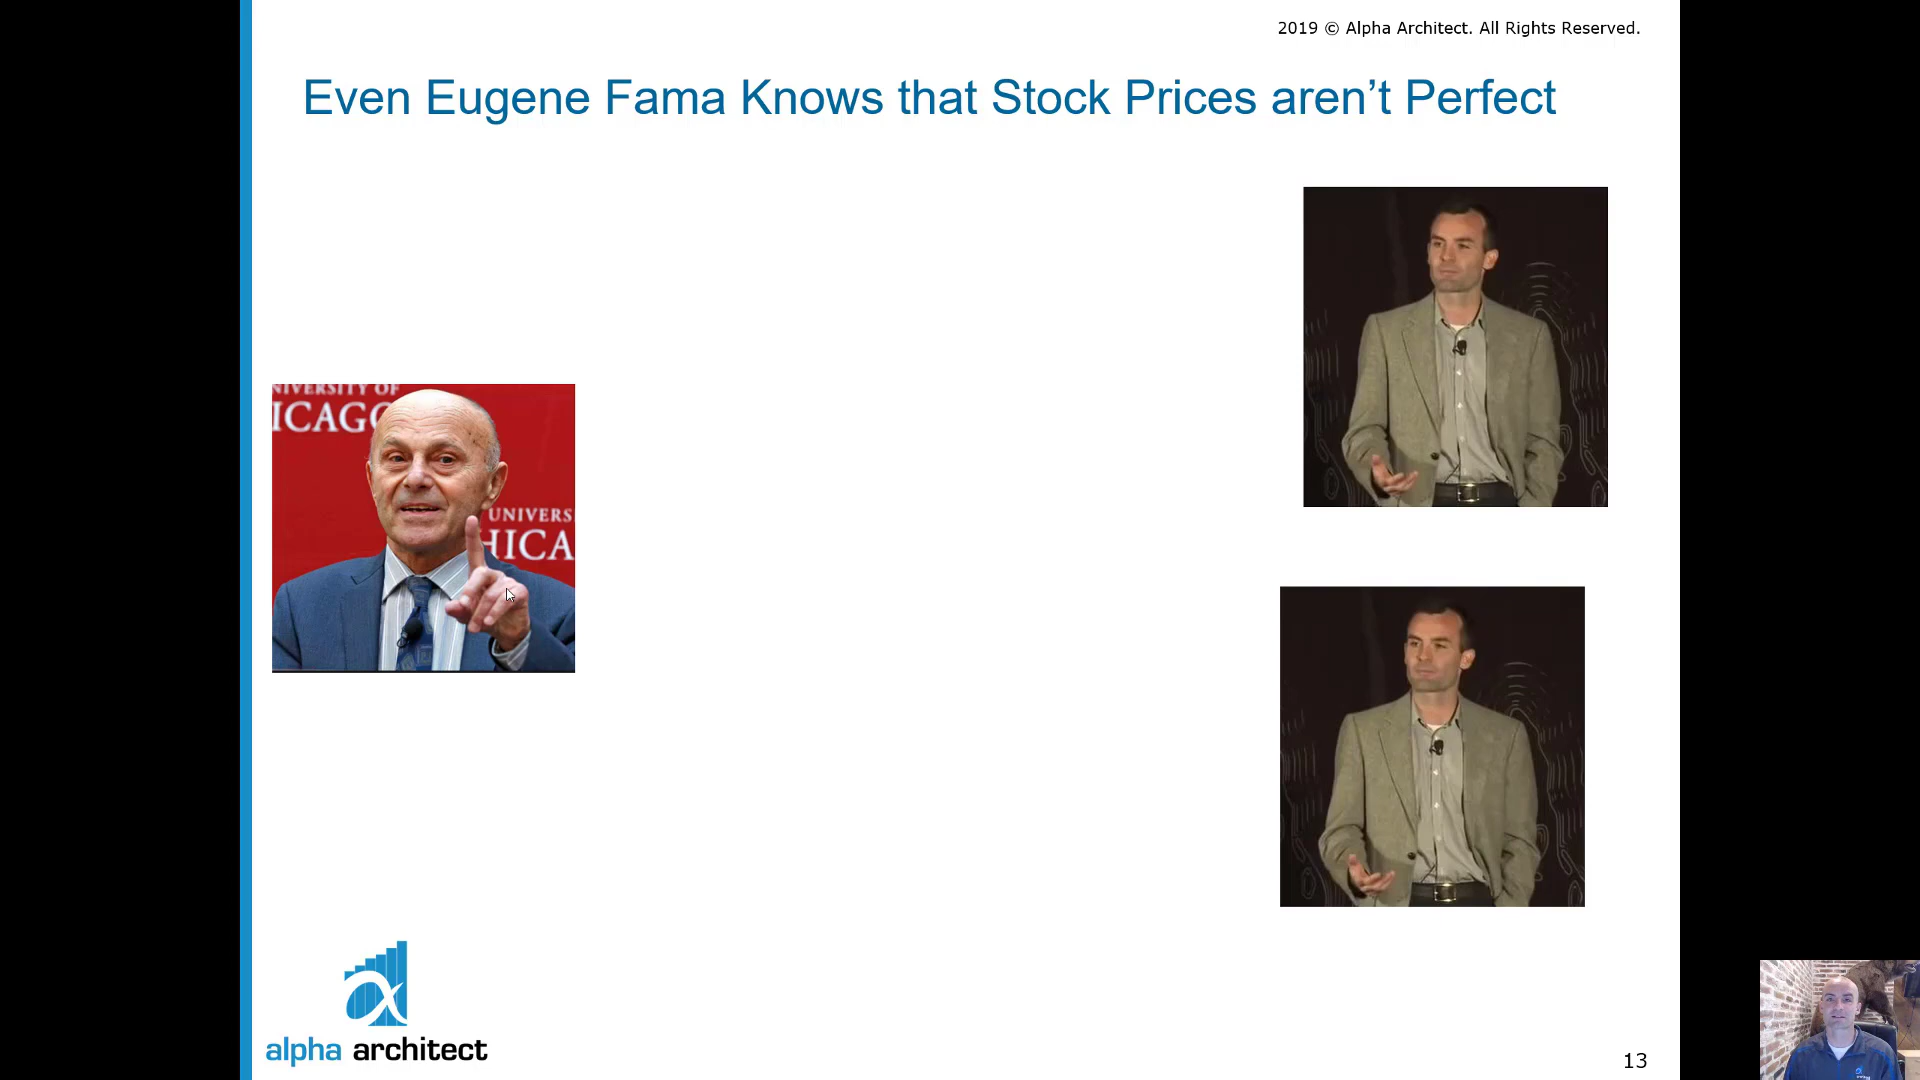 2019 © Alpha Architect. All Rights Reserved.
Even Eugene Fama Knows that Stock Prices aren’t Perfect
NIVERSITY OF
ICAGO
UNIVERS
HICA
alpha architect
13